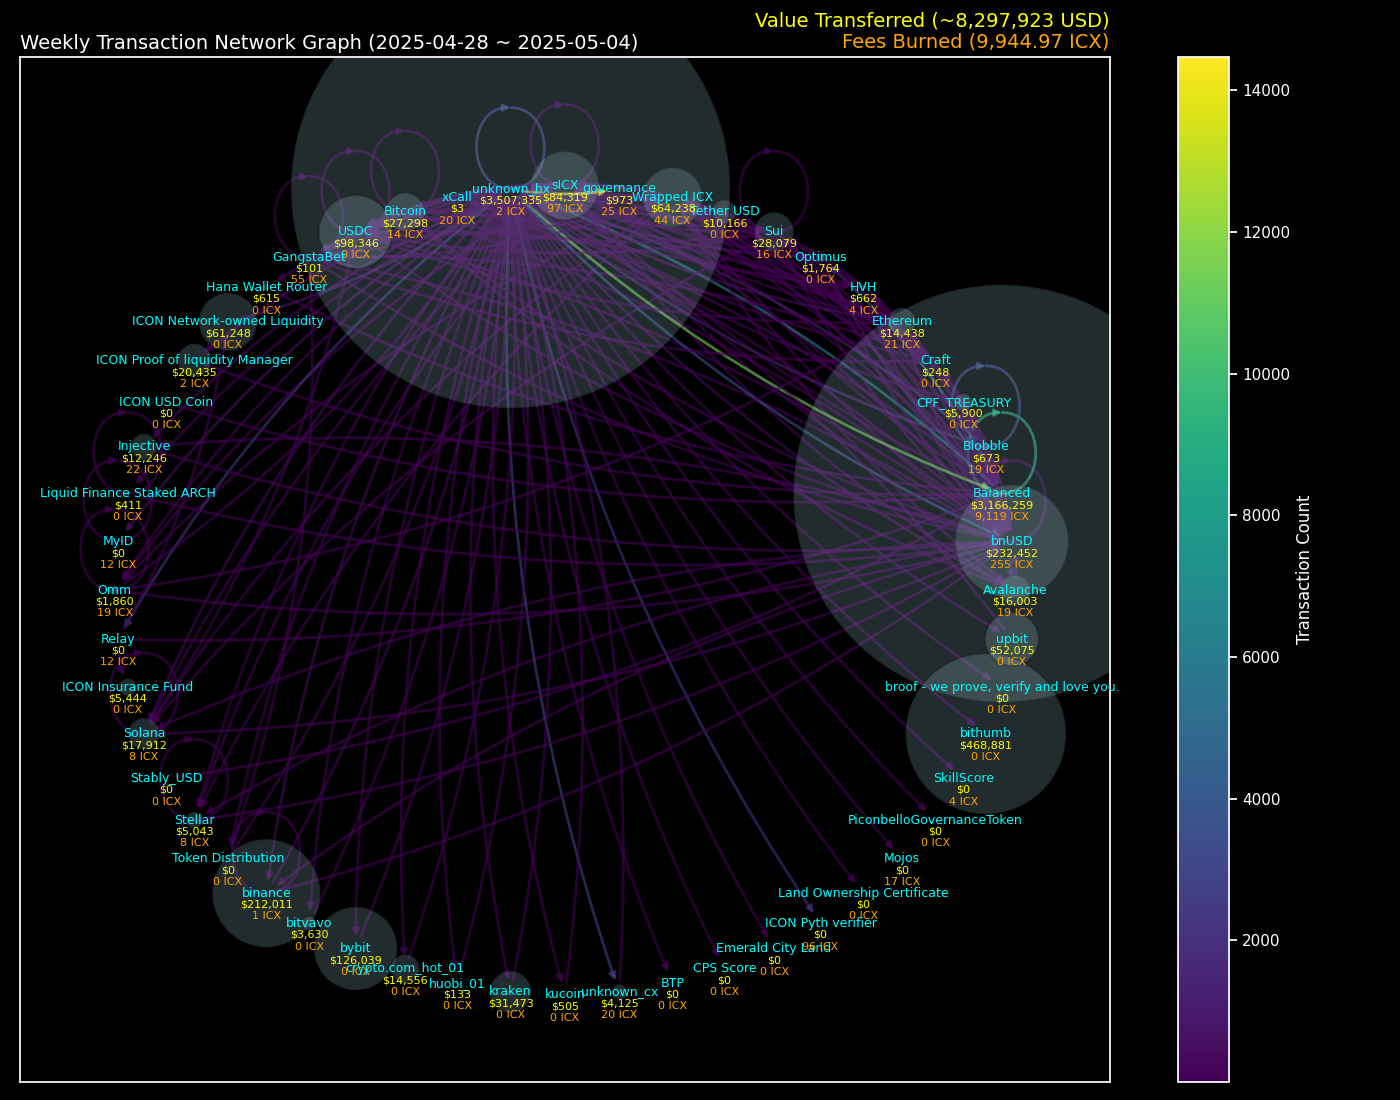 Value Transferred (~8,297,923 USD)
Weekly Transaction Network Graph (2025-04-28 ~ 2025-05-04)
Fees Burned (9,944.97 ICX)
unknown_hx
$3,507,335
2 ICX
sICX
$84,319
97 ICX
governance
$973
25 ICX
Wrapped ICX
$64,238
44 ICX
Tether USD
$10,166
0 ICX
Sui
$28,079
16 ICX
Optimus
$1,764
0 ICX
HVH
$662
4 ICX
Ethereum
$14,438
21 ICX
Craft
$248
0 ICX
CPF_TREASURY
$5,900
0 ICX
Blobble
$673
19 ICX
Balanced
$3,166,259
9,119 ICX
bnUSD
$232,452
255 ICX
Avalanche
$16,003
19 ICX
upbit
$52,075
0 ICX
broof - we prove, verify and love you.
$0
0 ICX
bithumb
$468,881
0 ICX
SkillScore
$0
4 ICX
PiconbelloGovernanceToken
$0
0 ICX
Mojos
$0
17 ICX
Land Ownership Certificate
$0
0 ICX
ICON Pyth verifier
$0
Emerald City Land
$0
0 ICX
CPS Score
$0
0 ICX
BTP
$0
0 ICX
unknown_cx
$4,125
20 ICX
kucoin
$505
0 ICX
kraken
$31,473
0 ICX
huobi_01
$133
0 ICX
crypto.com_hot_01
$14,556
0 ICX
bybit
$126,039
0 ICX
bitvavo
$3,630
0 ICX
binance
$212,011
1 ICX
Token Distribution
$0
0 ICX
Stellar
$5,043
8 ICX
Stably_USD
$0
0 ICX
Solana
$17,912
8 ICX
ICON Insurance Fund
$5,444
0 ICX
Relay
$0
12 ICX
Omm
$1,860
19 ICX
MyID
$0
12 ICX
Liquid Finance Staked ARCH
$411
0 ICX
Injective
$12,246
22 ICX
ICON USD Coin
$0
0 ICX
ICON Proof of liquidity Manager
$20,435
2 ICX
ICON Network-owned Liquidity
$61,248
0 ICX
Hana Wallet Router
$615
0 ICX
GangstaBet
$101
55 ICX
USDC
$98,346
0 ICX
Bitcoin
$27,298
14 ICX
xCall
$3
20 ICX
14000
12000
10000
8000
6000
4000
2000
Transaction Count